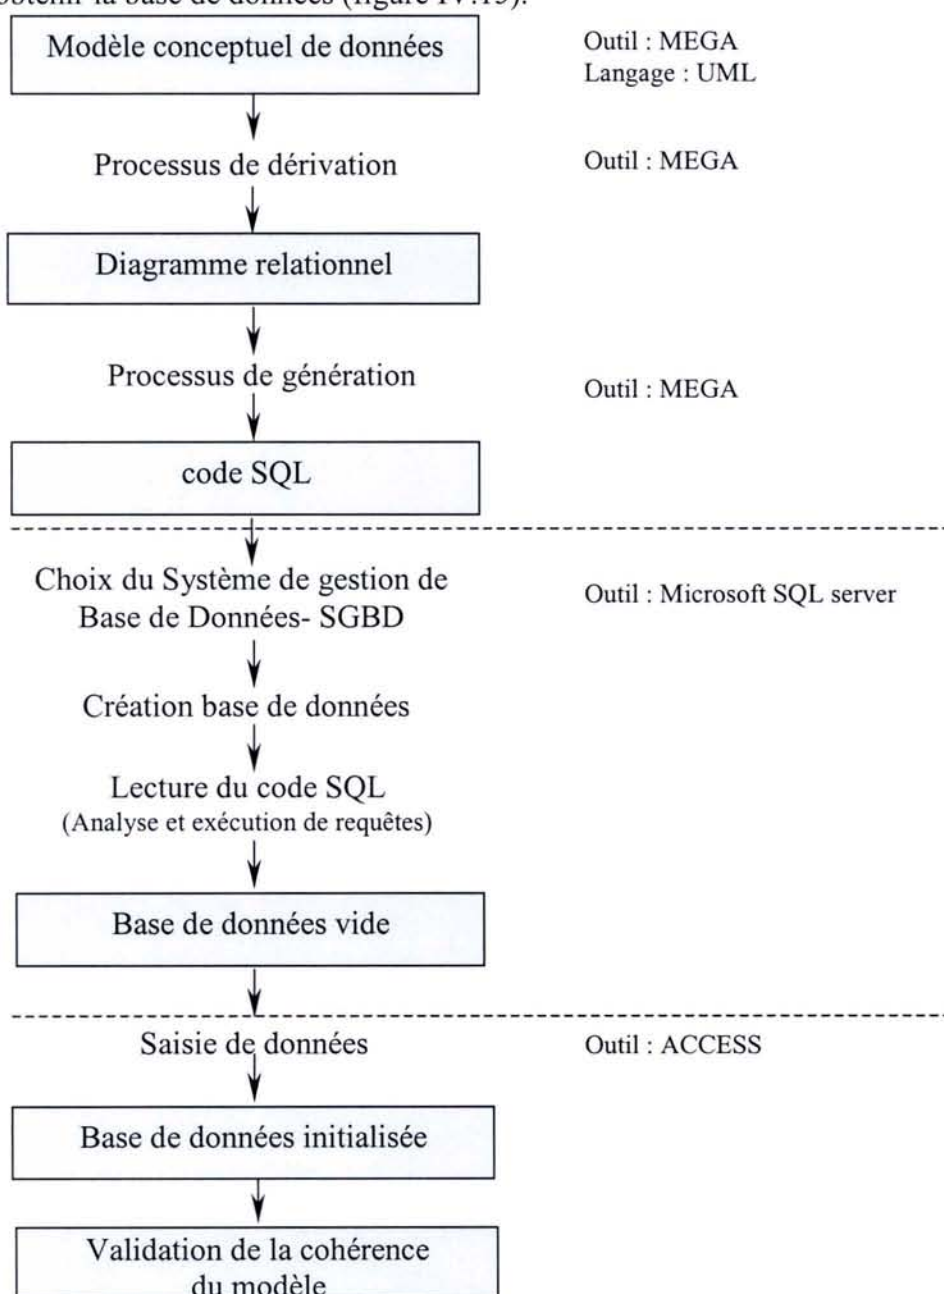 obtenir la base de données (figure IV.15).
Modèle conceptuel de données
Outil : MEGA
Langage : UML
Processus de dérivation
Outil : MEGA
Diagramme relationnel
Processus de génération
Outil : MEGA
code SQL
Choix du Système de gestion de
Base de Données- SGBD
Outil : Microsoft SQL server
Création base de données
Lecture du code SQL
(Analyse et exécution de requêtes)
Base de données vide
Saisie de données
Outil : ACCESS
Base de données initialisée
Validation de la cohérence
du modèle